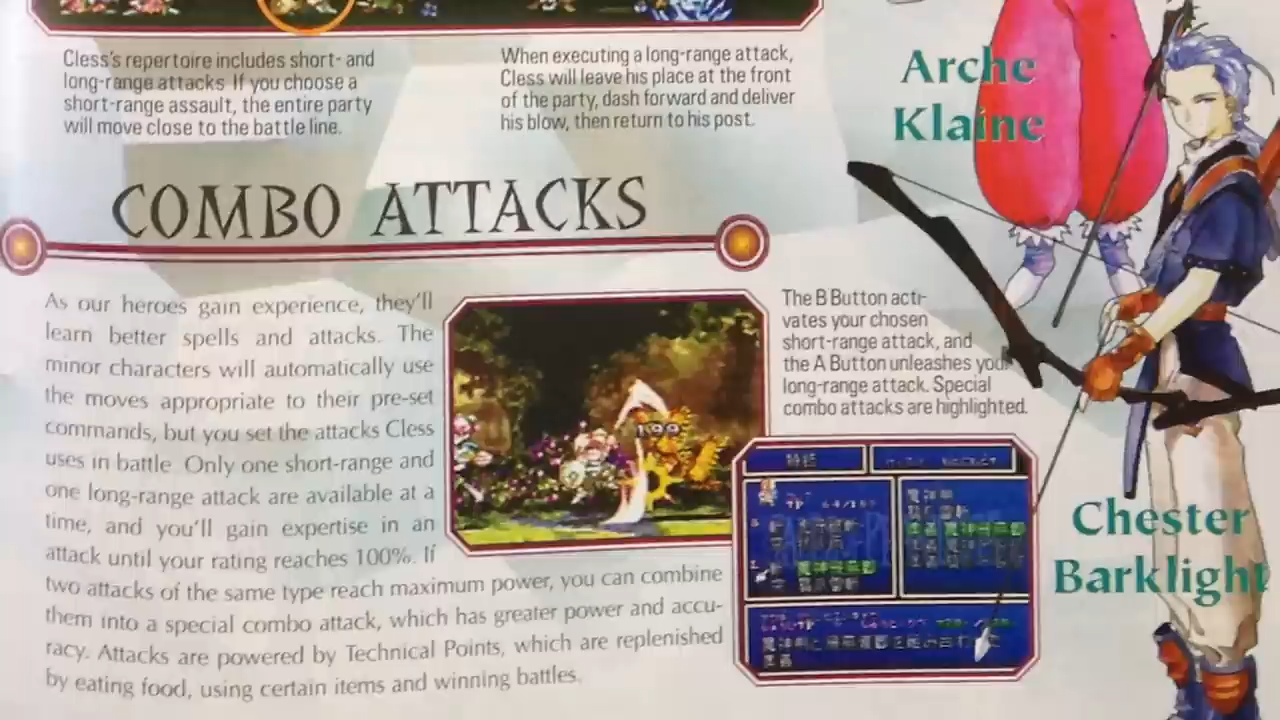 Cless's repertoire includes short- and
long-range attacks. If you choose a
short-range assault, the entire party
will move close to the battle line.
When executing a long-range attack,
Cless will leave his place at the front
of the party, dash forward and deliver
his blow, then return to his post.
Arche
Klaine
COMBO ATTACKS
As our heroes gain experience, they'll
learn better spells and attacks. The
minor characters will automatically use
the moves appropriate to their pre-set
commands, but you set the attacks Cless
uses in battle. Only one short-range and
one long-range attack are available at a
time, and you'll gain expertise in an
attack until your rating reaches 100%. If
two attacks of the same type reach maximum power, you can combine
them into a special combo attack, which has greater power and accu-
racy. Attacks are powered by Technical Points, which are replenished
by eating food, using certain items and winning battles.
199
The B Button acti-
vates your chosen
short-range attack, and
the A Button unleashes your
long-range attack. Special
combo attacks are highlighted.
Chester
Barklight